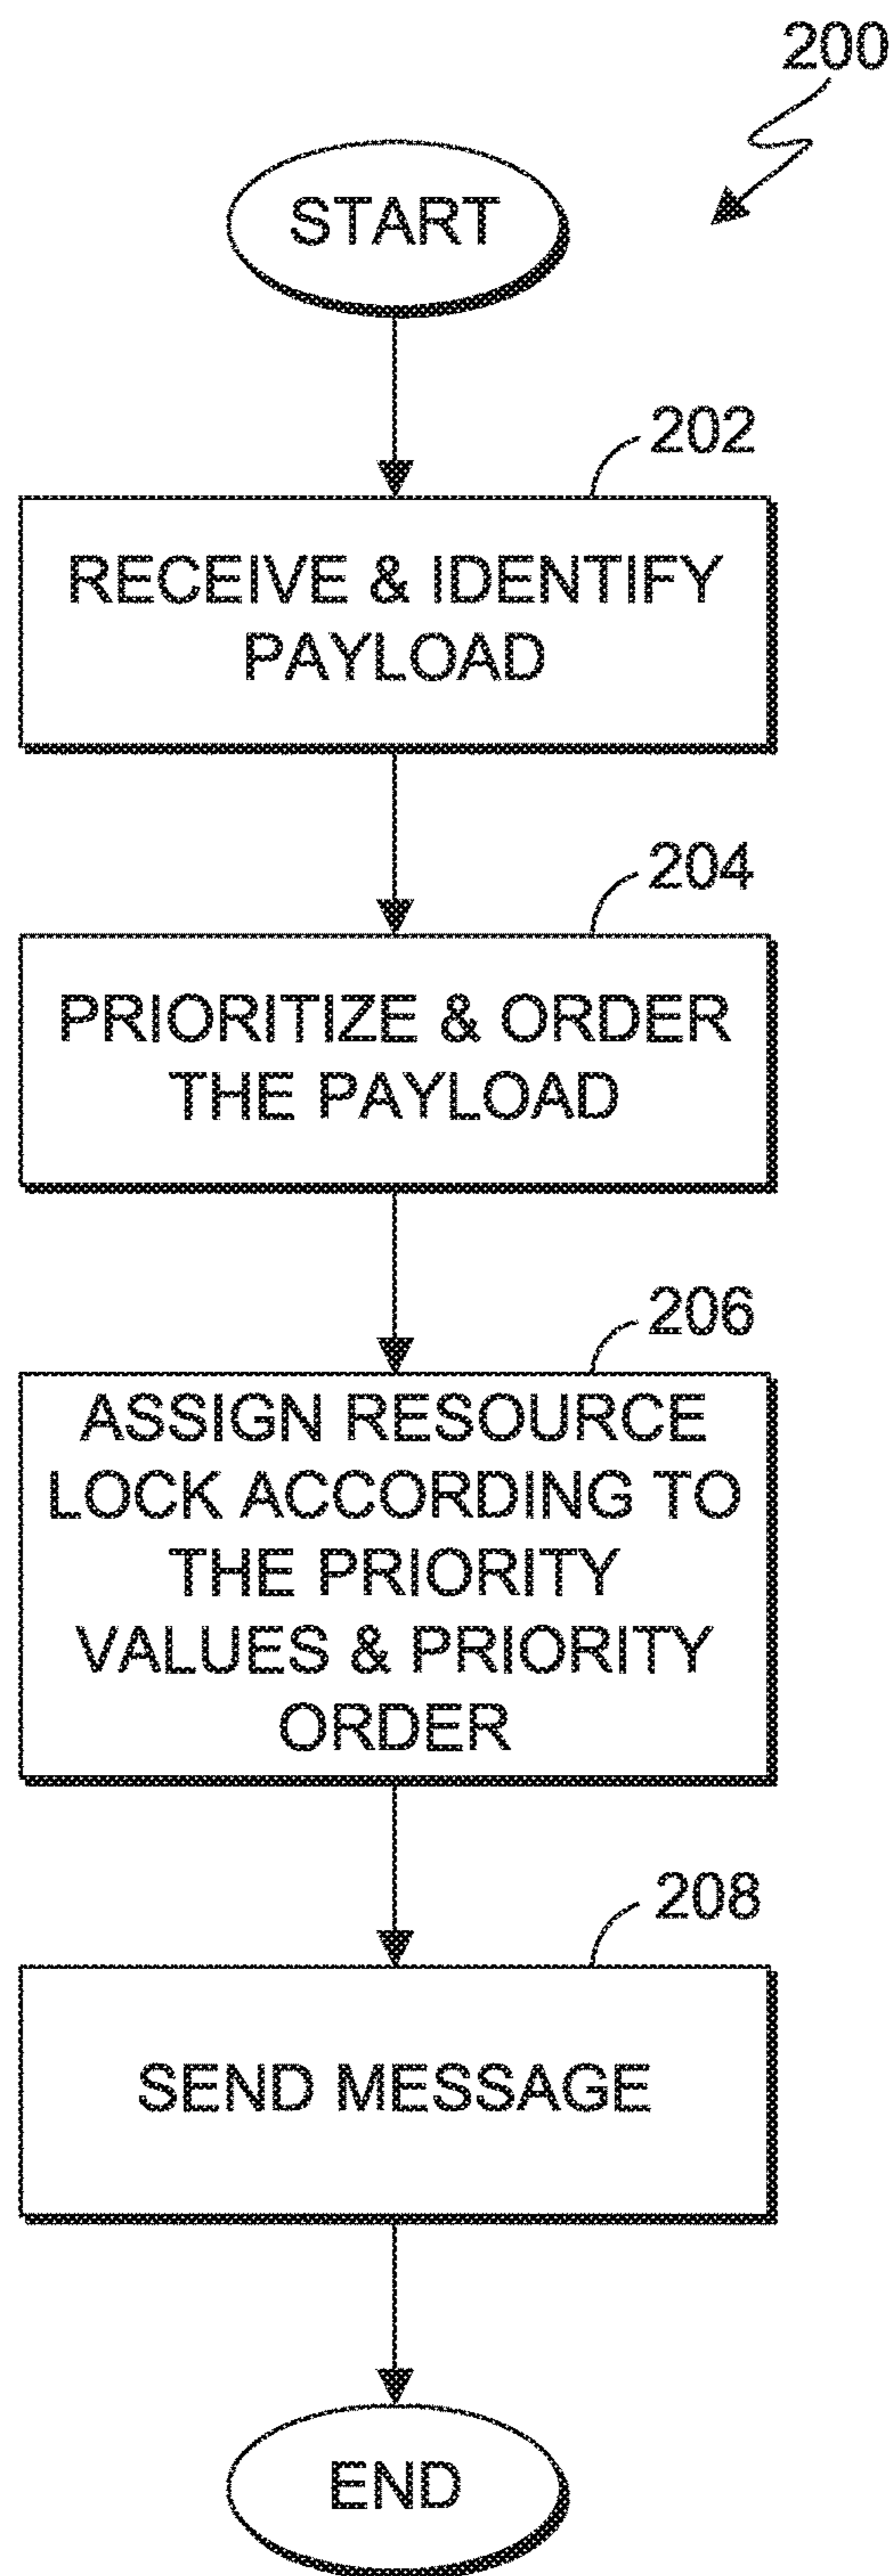 200
START
202
RECEIVE & IDENTIFY
PAYLOAD
204
PRIORITIZE & ORDER
THE PAYLOAD
206
ASSIGN RESOURCE
LOCK ACCORDING TO
THE PRIORITY
VALUES & PRIORITY
ORDER
208
SEND MESSAGE
END